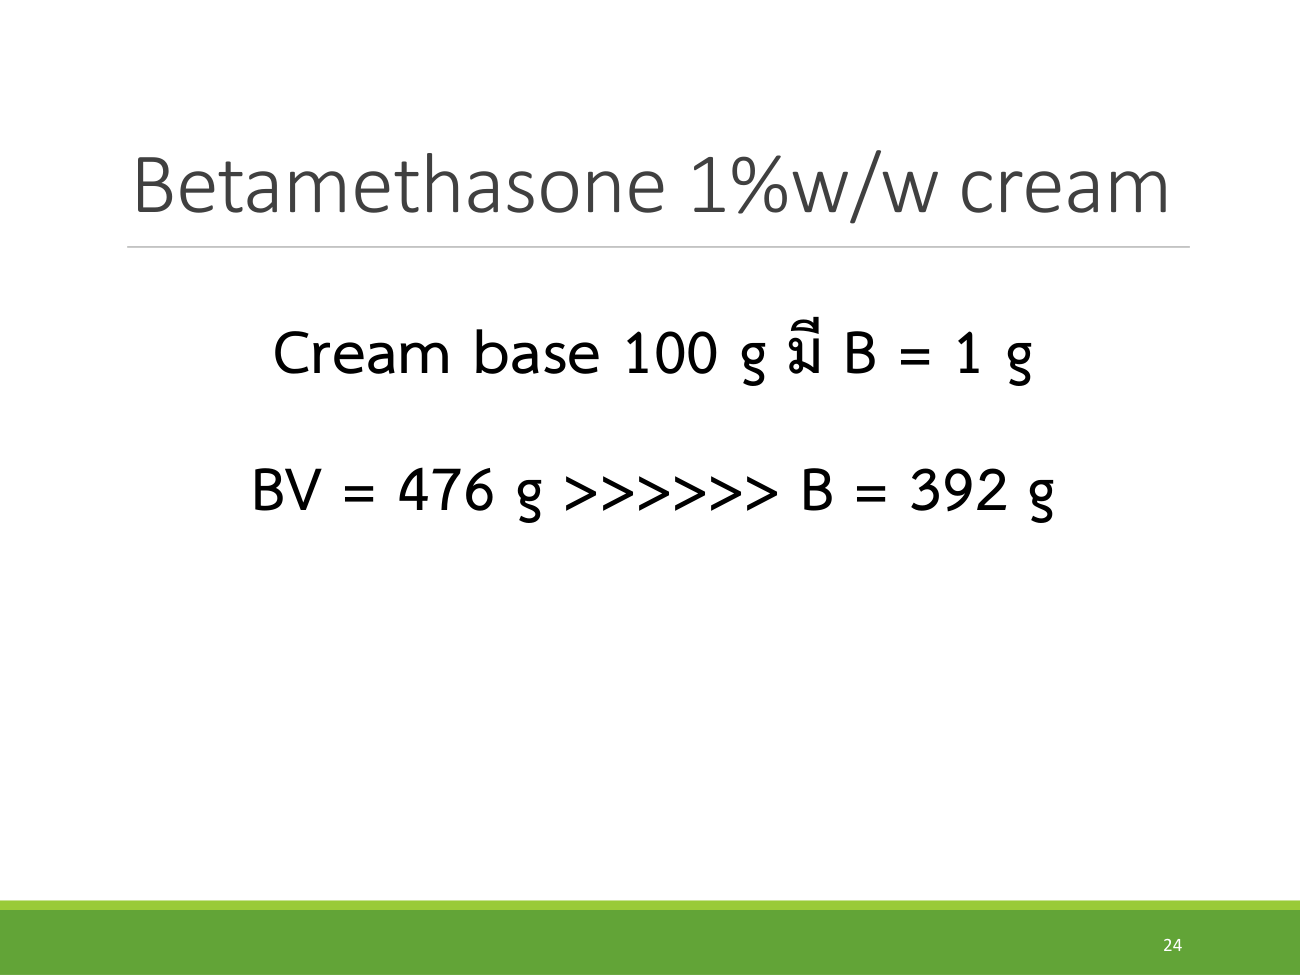 Betamethasone 1%w/w cream
Cream base 100 g มี B = 1 g
BV = 476 g >>>>>> B = 392 g
24